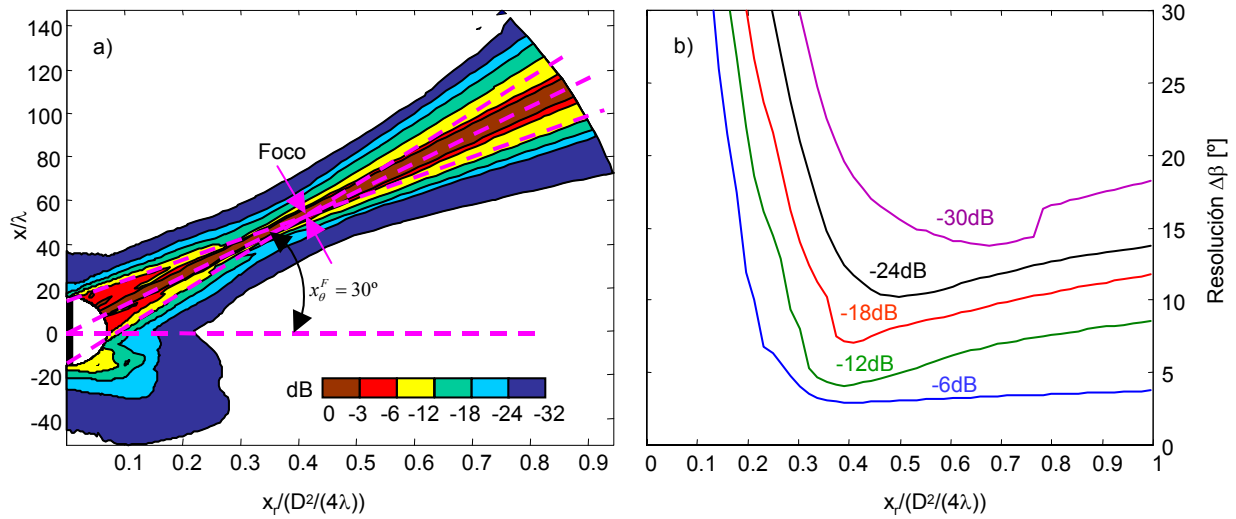 a)
140
120
100
80
60
40
20
0
-20
-40
x/λ
Foco
x_θ^F = 30º
dB
0 -3 -6 -12 -18 -24 -32
0.1 0.2 0.3 0.4 0.5 0.6 0.7 0.8 0.9
x_r/(D²/(4λ))
b)
-30dB
-24dB
-18dB
-12dB
-6dB
30
25
20
15
10
5
0
Resolución Δβ [º]
0 0.1 0.2 0.3 0.4 0.5 0.6 0.7 0.8 0.9 1
x_r/(D²/(4λ))